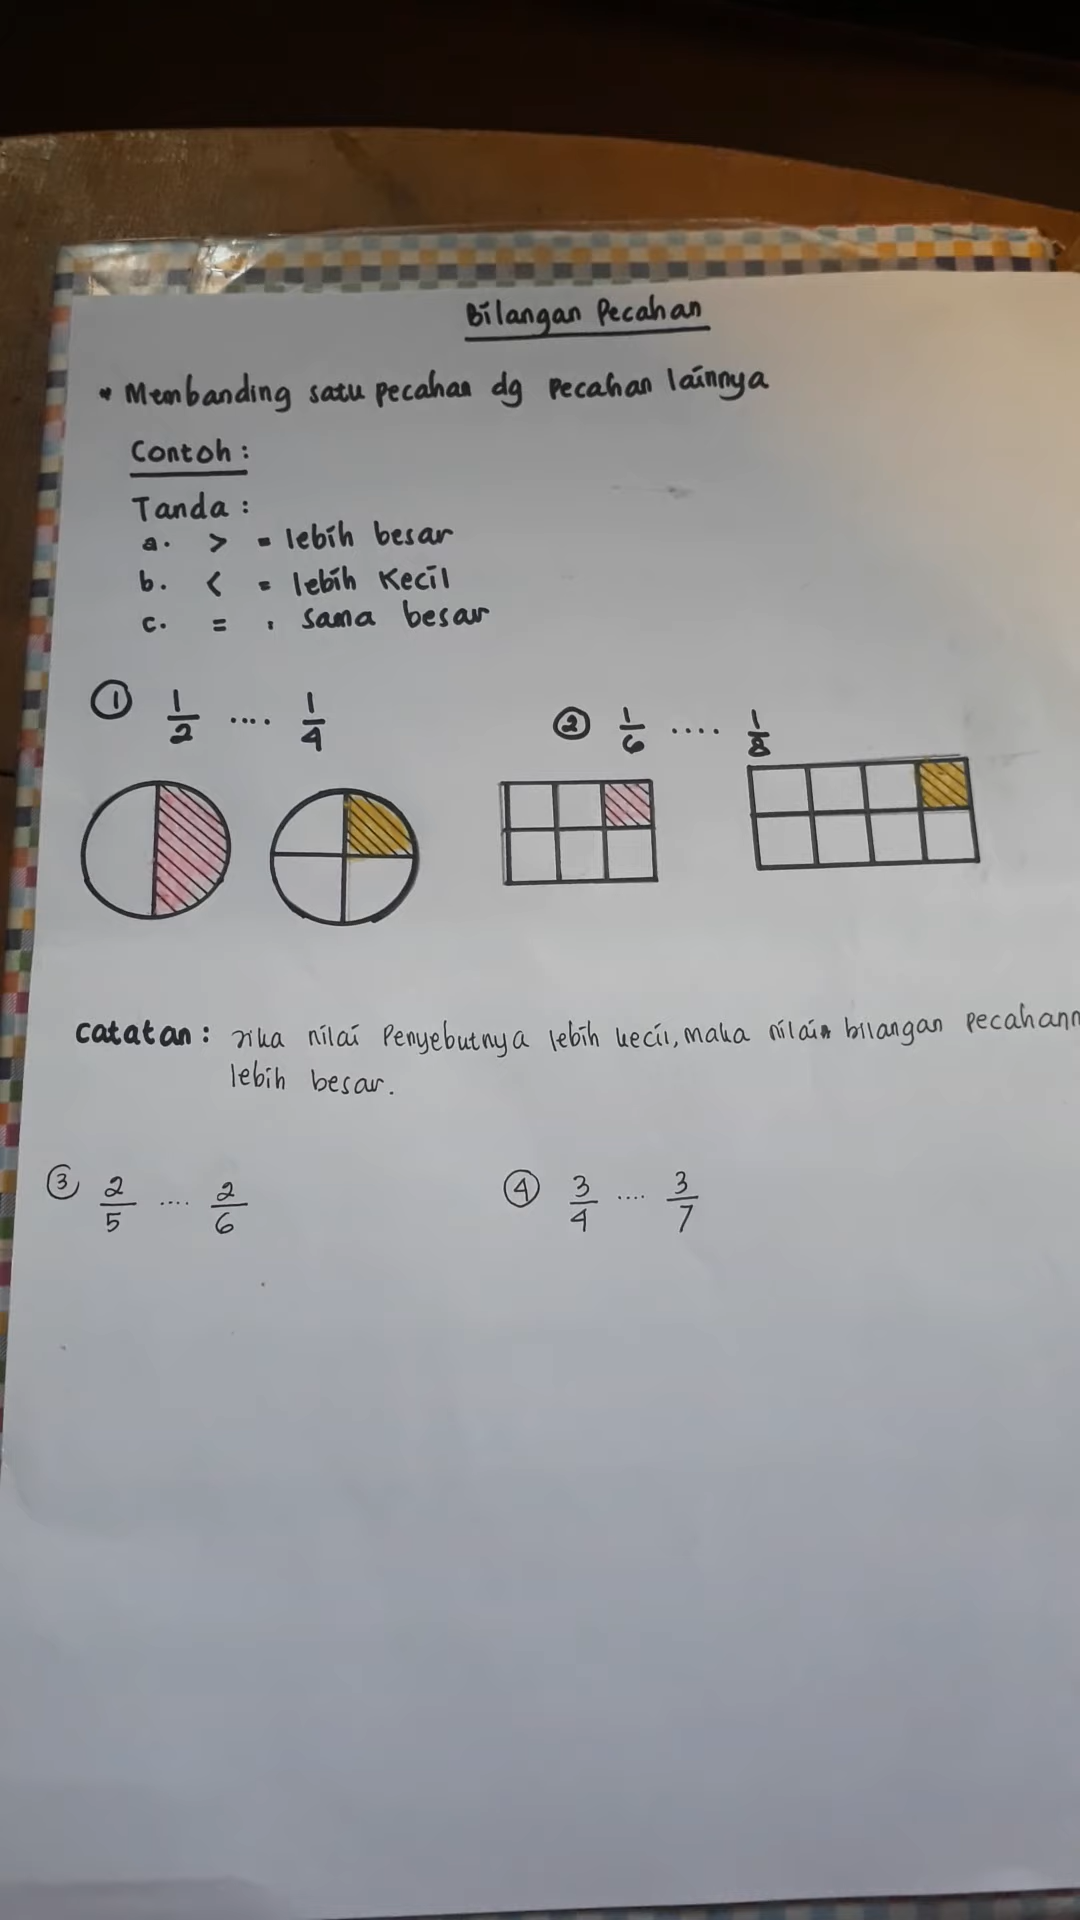 Bilangan Pecahan
* Membanding satu pecahan dg pecahan lainnya
Contoh :
Tanda :
a. > = lebih besar
b. < = lebih kecil
c. = : sama besar
① 1/2 .... 1/4
② 1/6 .... 1/8
Catatan : Jika nilai Penyebutnya lebih kecil, maka nilai bilangan pecahann
lebih besar.
③ 2/5 .... 2/6
④ 3/4 .... 3/7